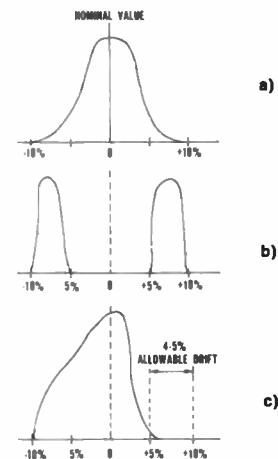 NOMINAL VALUE
a)
-10% 0 +10%
b)
-10% 5% 0 +5% +10%
4-5%
ALLOWABLE DRIFT
c)
-10% 5% 0 +5% +10%